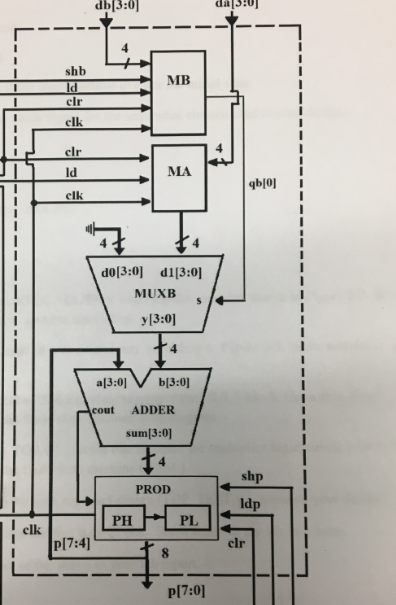 db[3:0] da[3:0]
4
shb
MB
ld
clr
clk
clr
4
MA
qb[0]
ld
clk
4 4
d0[3:0] d1[3:0]
MUXB s
y[3:0]
4
a[3:0] b[3:0]
cout ADDER
sum[3:0]
4
PROD
shp
PH PL
ldp
clk
clr
p[7:4] 8
p[7:0]